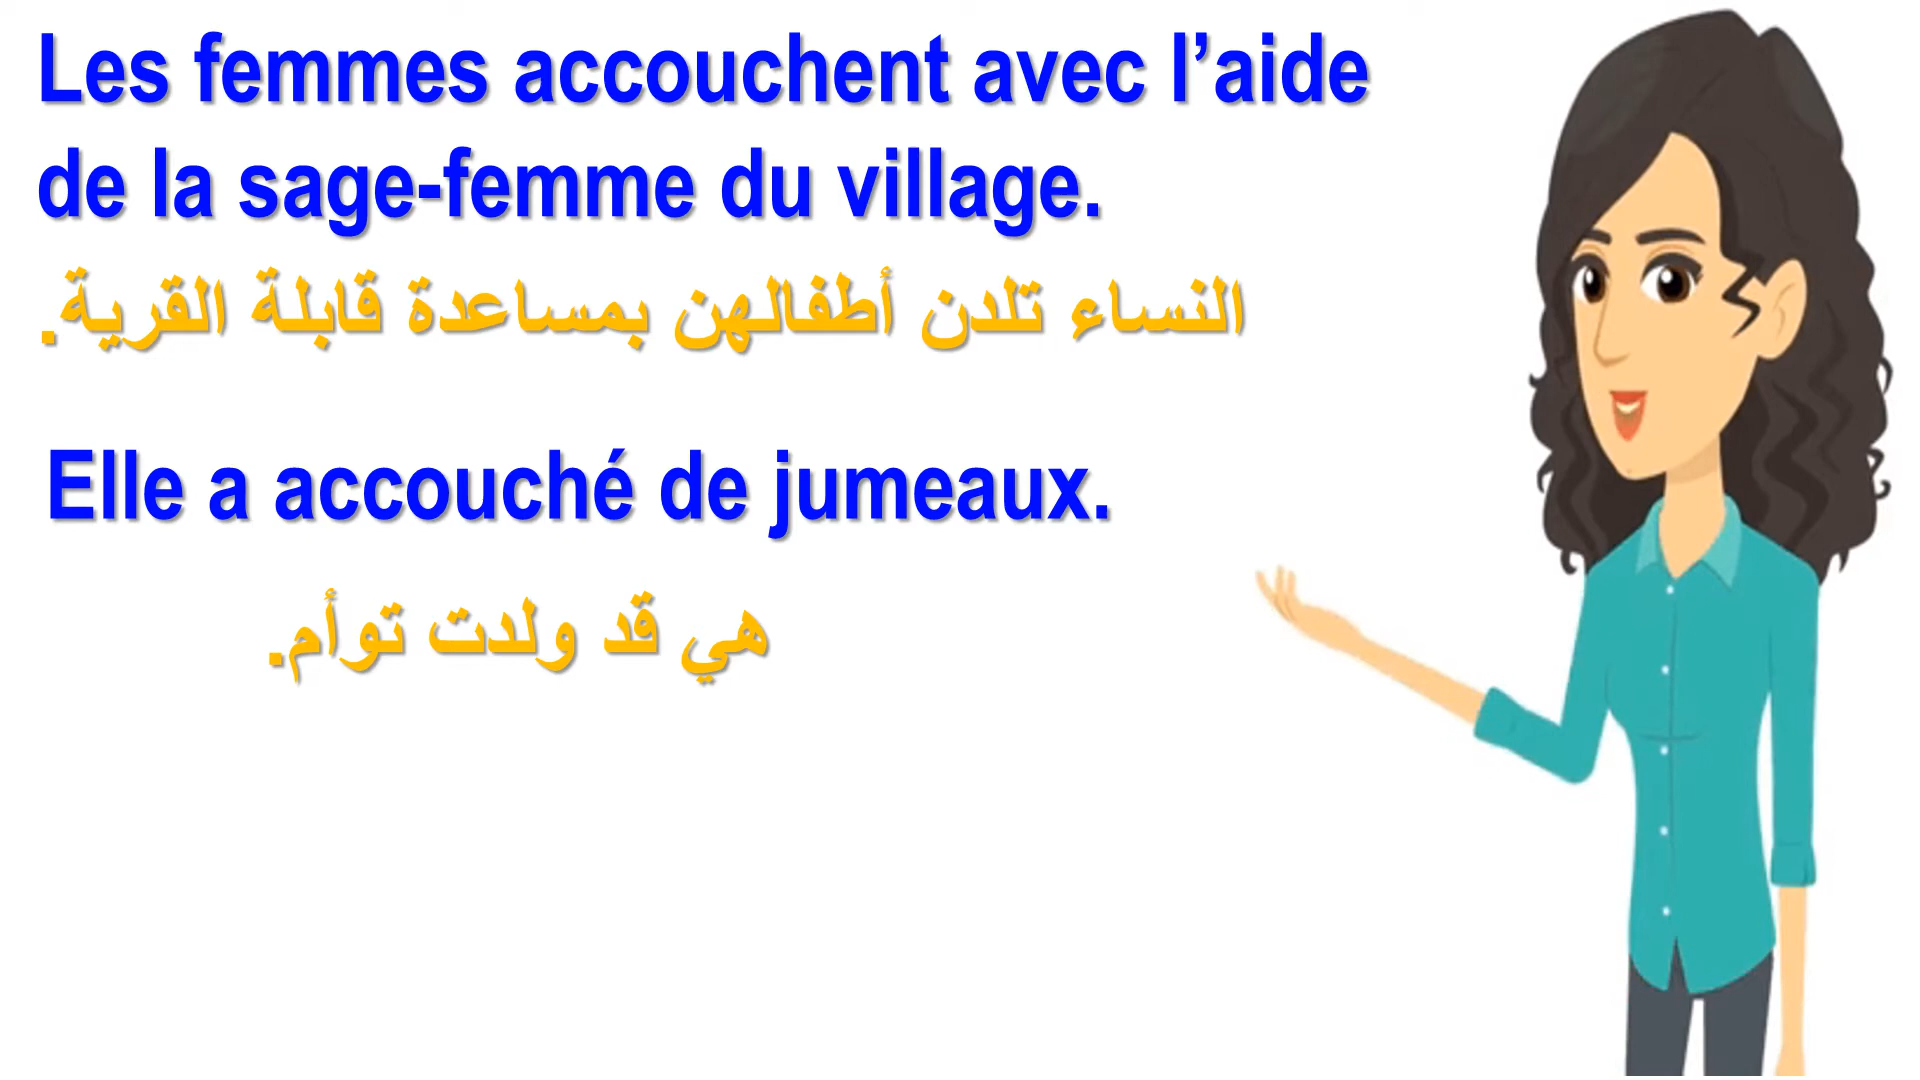 Les femmes accouchent avec l’aide
de la sage-femme du village.
النساء تلدن أطفالهن بمساعدة قابلة القرية.
Elle a accouché de jumeaux.
هي قد ولدت توأم.